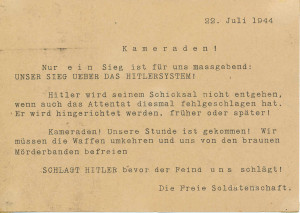 22. Juli 1944
Kameraden!
Nur ein Sieg ist für uns massgebend:
UNSER SIEG UEBER DAS HITLERSYSTEM!
Hitler wird seinem Schicksal nicht entgehen,
wenn auch das Attentat diesmal fehlgeschlagen hat.
Er wird hingerichtet werden, früher oder später!
Kameraden! Unsere Stunde ist gekommen! Wir
müssen die Waffen umkehren und uns von den braunen
Mörderbanden befreien
SCHLAGT HITLER bevor der Feind uns schlägt!
Die Freie Soldatenschaft.